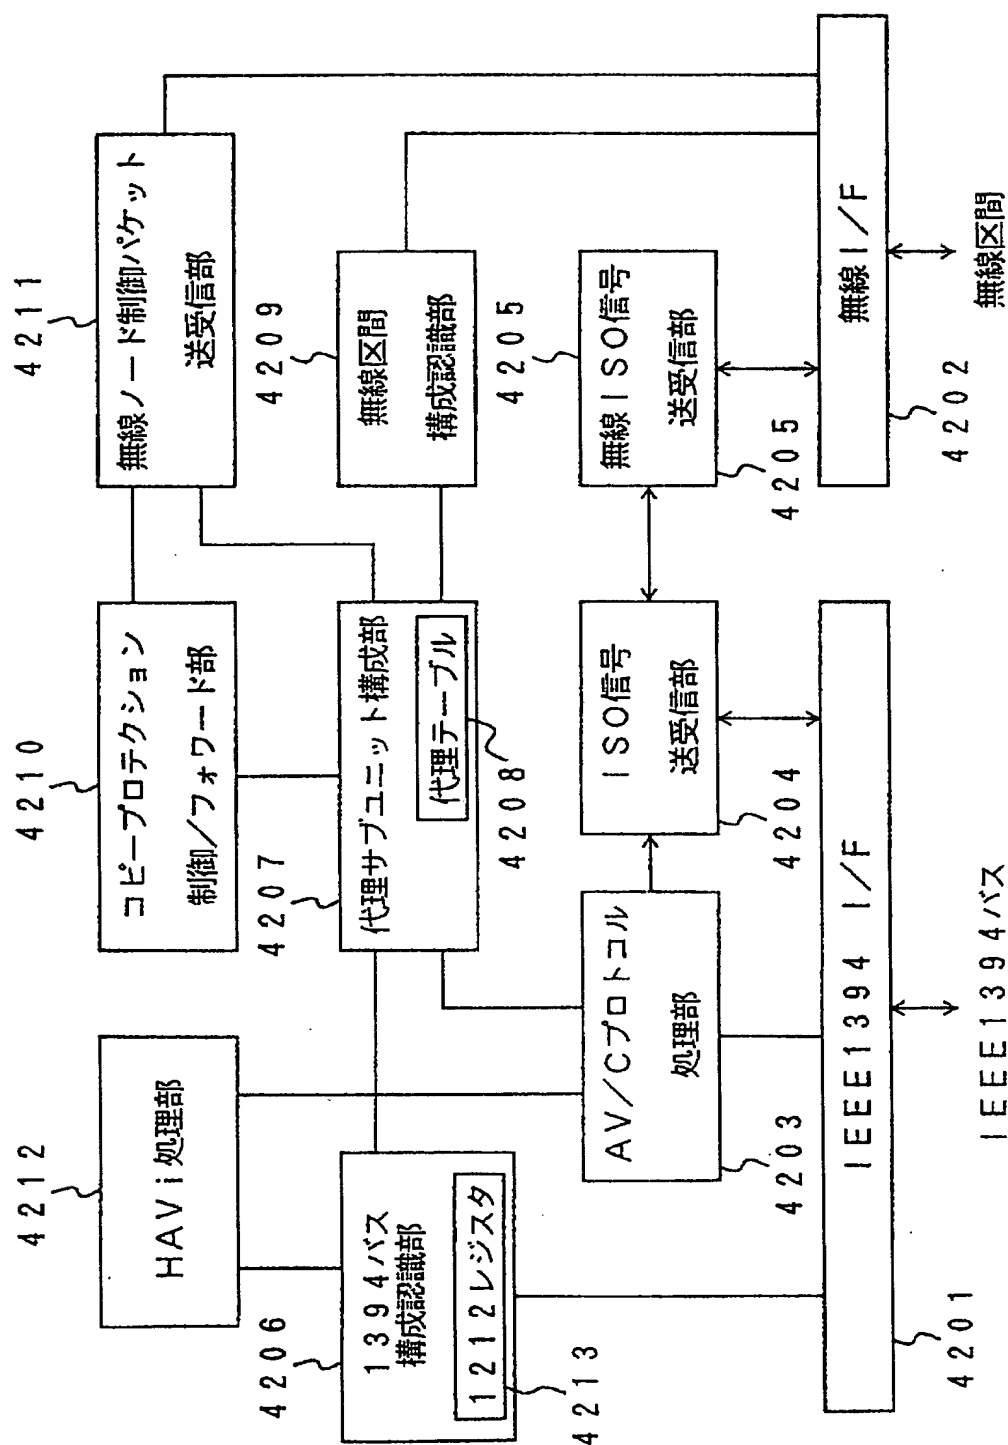 4212
HAVi処理部
4210
コピープロテクション
制御/フォワード部
4211
無線ノード制御パケット
送受信部
4206
1394バス
構成認識部
1212レジスタ
4213
4207
代理サブユニット構成部
代理テーブル
4208
4209
無線区間
構成認識部
AV/Cプロトコル
処理部
4203
ISO信号
送受信部
4204
4205
無線ISO信号
送受信部
4205
IEEE1394 I/F
4201
無線I/F
4202
IEEE1394バス
無線区間